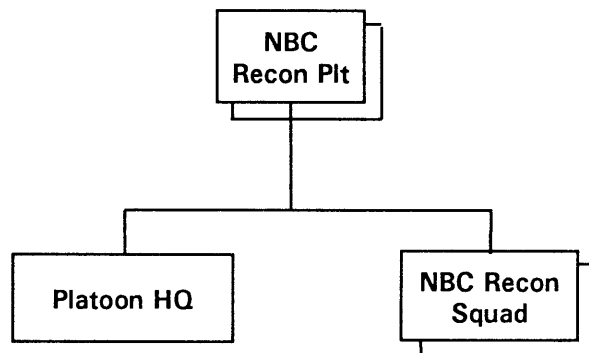 NBC
Recon Plt
Platoon HQ
NBC Recon
Squad